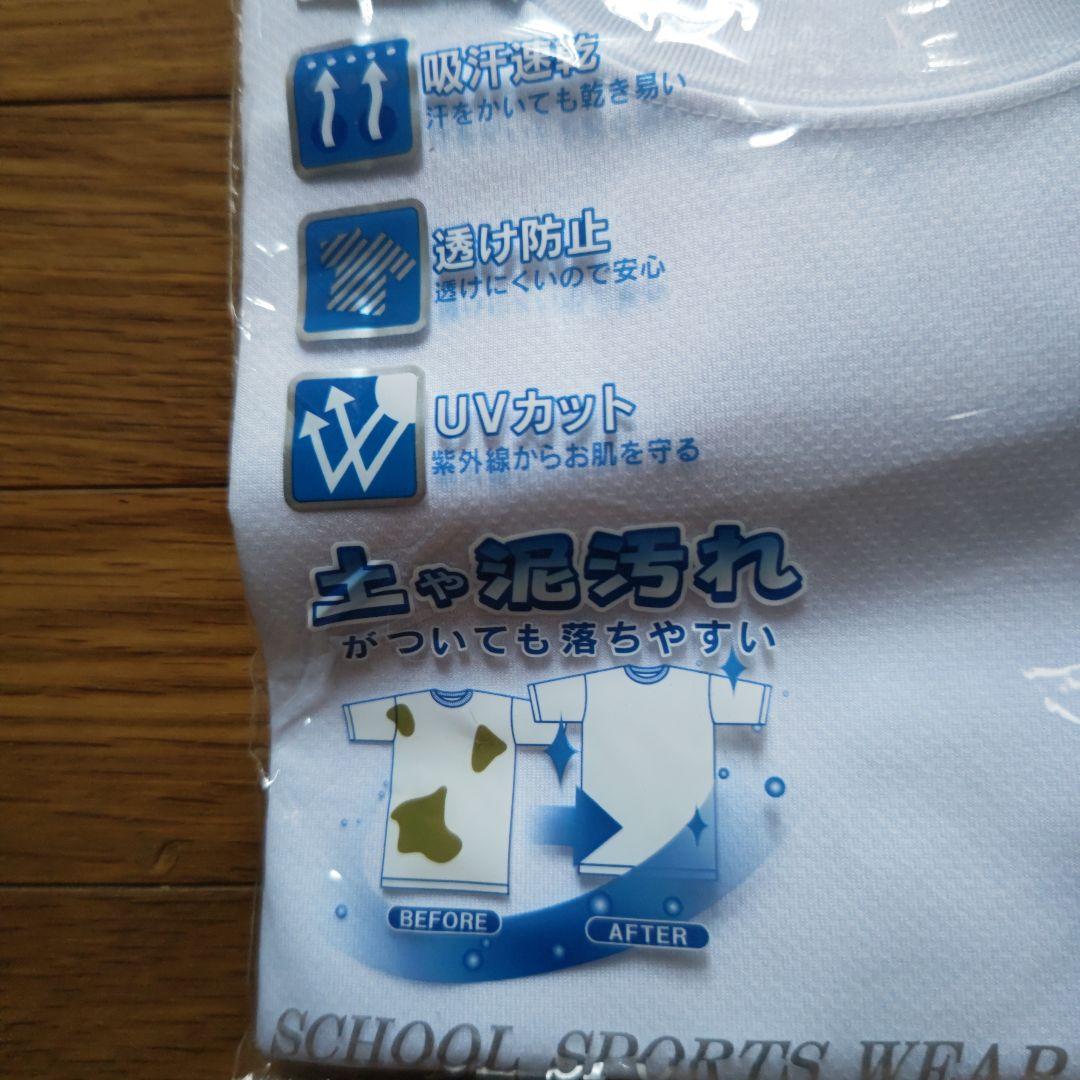 吸汗速乾
汗をかいても乾き易い
透け防止
透けにくいので安心
UVカット
紫外線からお肌を守る
土や泥汚れ
がついても落ちやすい
BEFORE
AFTER
SCHOOL SPORTS WEAR